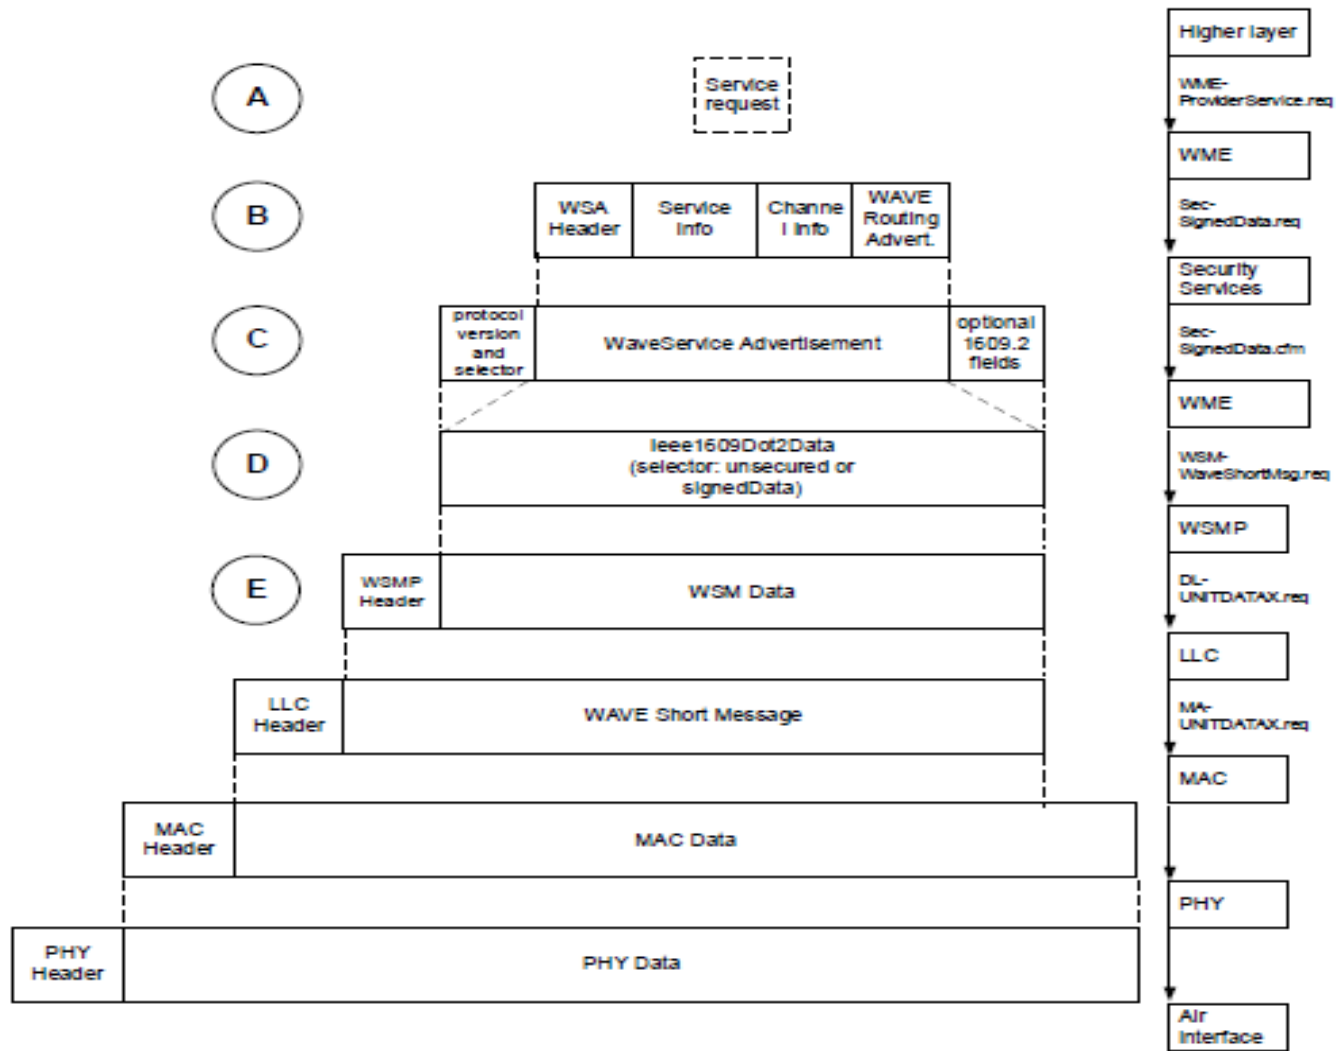 Higher layer
A
Service
request
WME-
ProviderService.req
WME
B
WSA
Header
Service
Info
Channe
l Info
WAVE
Routing
Advert.
Sec-
SignedData.req
Security
Services
C
protocol
version
and
selector
WaveService Advertisement
optional
1609.2
fields
Sec-
SignedData.cfm
WME
D
Ieee1609Dot2Data
(selector: unsecured or
signedData)
WSM-
WaveShortMsg.req
WSMP
E
WSMP
Header
WSM Data
DL-
UNITDATAX.req
LLC
LLC
Header
WAVE Short Message
MA-
UNITDATAX.req
MAC
MAC
Header
MAC Data
PHY
PHY
Header
PHY Data
Air
Interface